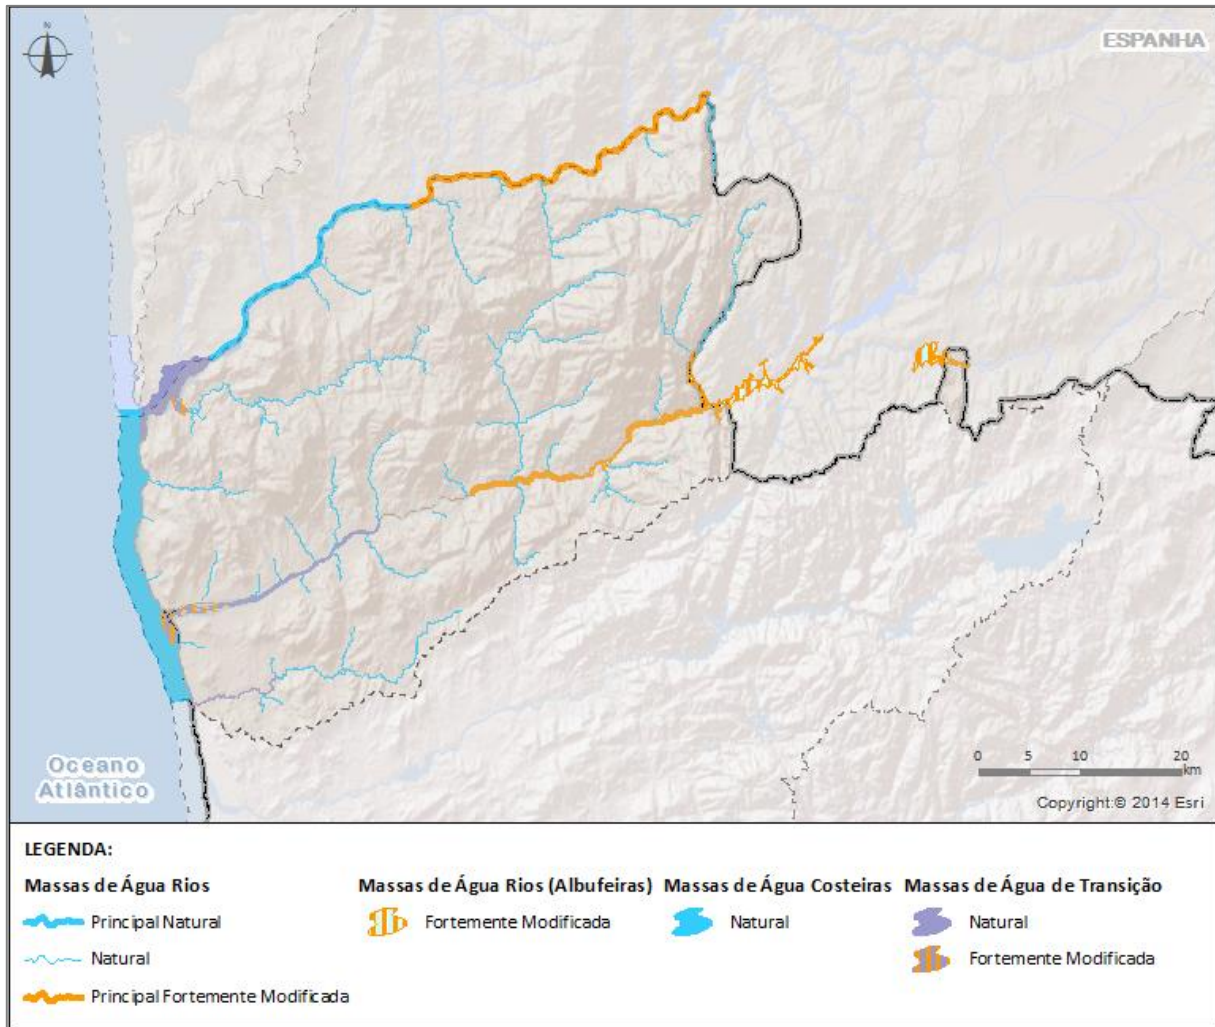 N
ESPANHA
Oceano
Atlântico
0 5 10 20
km
Copyright:© 2014 Esri
LEGENDA:
Massas de Água Rios
Principal Natural
Natural
Principal Fortemente Modificada
Massas de Água Rios (Albufeiras)
Fortemente Modificada
Massas de Água Costeiras
Natural
Massas de Água de Transição
Natural
Fortemente Modificada